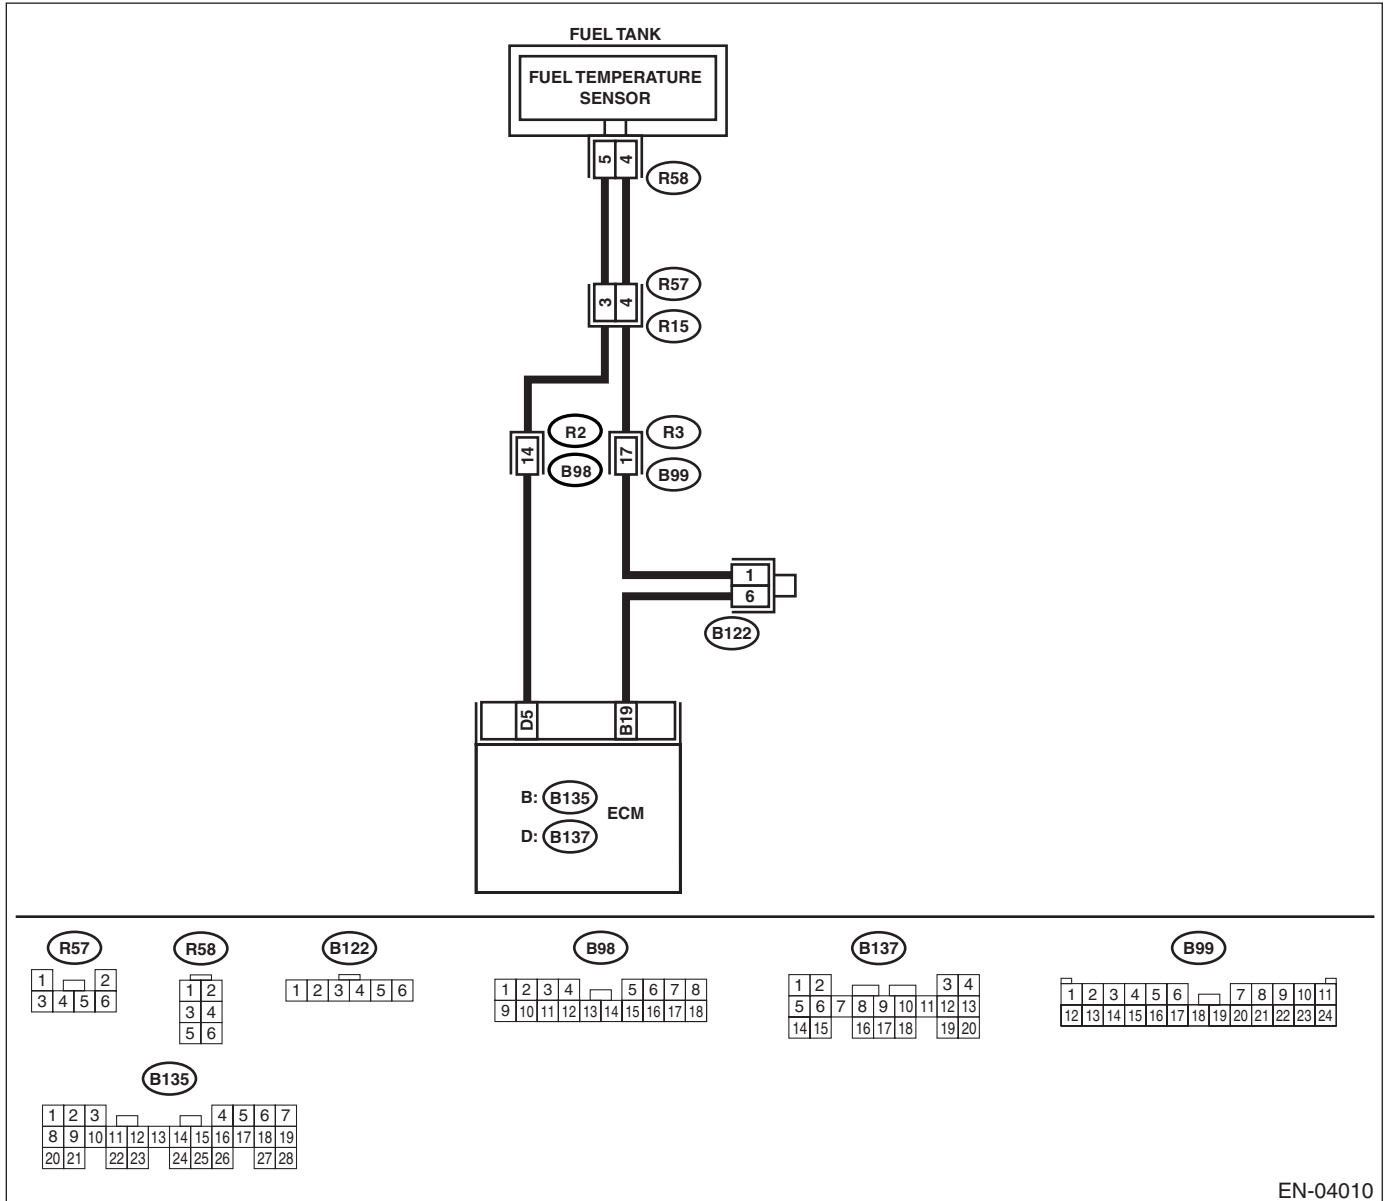 FUEL TANK
FUEL TEMPERATURE
SENSOR
5 4
R58
3 4
R57
R15
14
R2
B98
17
R3
B99
1
6
B122
D5
B19
B: B135
ECM
D: B137
R57
R58
B122
B98
B137
B99
1 2
3 4 5 6
1 2
3 4
5 6
1 2 3 4 5 6
1 2 3 4 5 6 7 8
9 10 11 12 13 14 15 16 17 18
1 2 3 4
5 6 7 8 9 10 11 12 13
14 15 16 17 18 19 20
1 2 3 4 5 6 7 8 9 10 11
12 13 14 15 16 17 18 19 20 21 22 23 24
B135
1 2 3 4 5 6 7
8 9 10 11 12 13 14 15 16 17 18 19
20 21 22 23 24 25 26 27 28
EN-04010